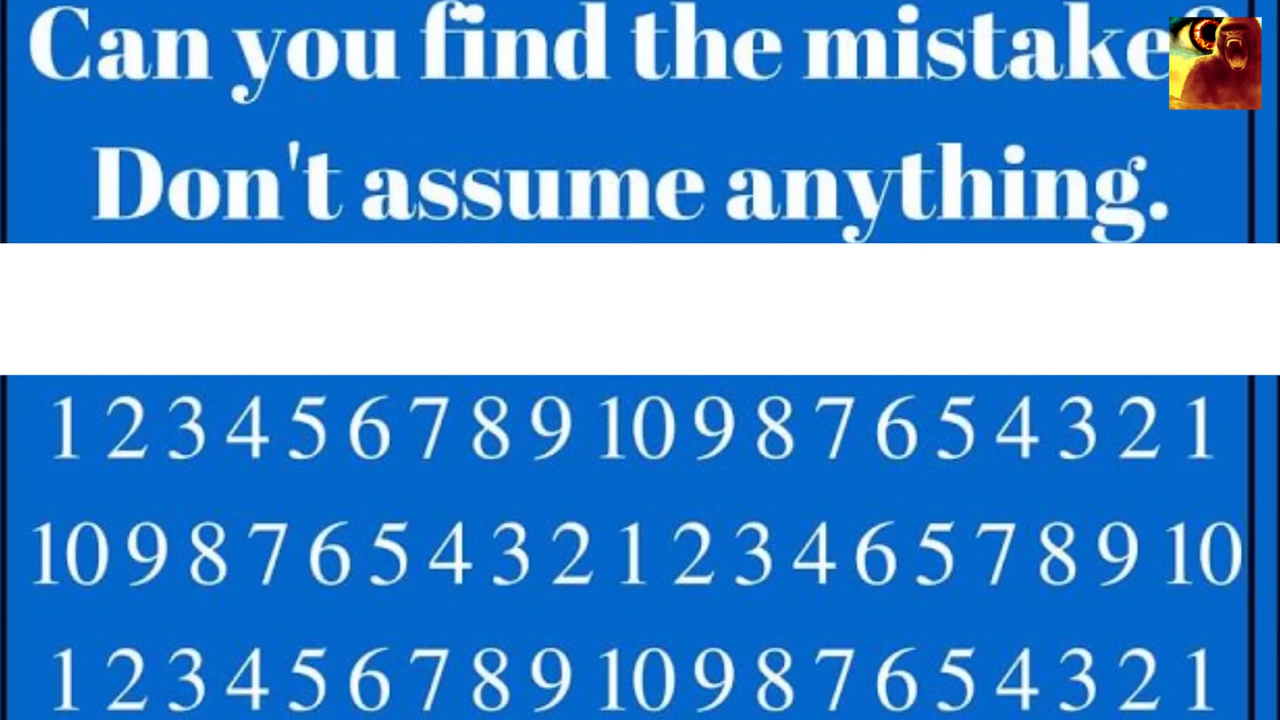 Can you find the mistake?
Don't assume anything.
1 2 3 4 5 6 7 8 9 10 9 8 7 6 5 4 3 2 1
10 9 8 7 6 5 4 3 2 1 2 3 4 6 5 7 8 9 10
1 2 3 4 5 6 7 8 9 10 9 8 7 6 5 4 3 2 1